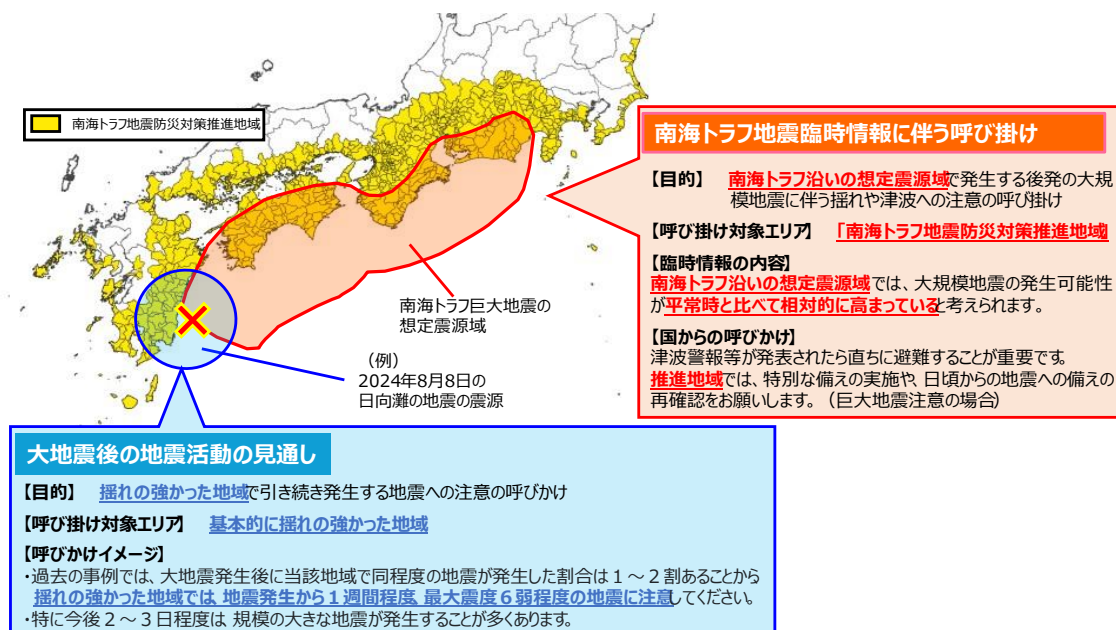 南海トラフ地震防災対策推進地域
南海トラフ巨大地震の
想定震源域
（例）
2024年8月8日の
日向灘の地震の震源
南海トラフ地震臨時情報に伴う呼び掛け
【目的】 南海トラフ沿いの想定震源域で発生する後発の大規
模地震に伴う揺れや津波への注意の呼び掛け
【呼び掛け対象エリア】 「南海トラフ地震防災対策推進地域」
【臨時情報の内容】
南海トラフ沿いの想定震源域では、大規模地震の発生可能性
が平常時と比べて相対的に高まっていると考えられます。
【国からの呼びかけ】
津波警報等が発表されたら直ちに避難することが重要です。
推進地域では、特別な備えの実施や、日頃からの地震への備えの
再確認をお願いします。（巨大地震注意の場合）
大地震後の地震活動の見通し
【目的】 揺れの強かった地域で引き続き発生する地震への注意の呼びかけ
【呼び掛け対象エリア】 基本的に揺れの強かった地域
【呼びかけイメージ】
・過去の事例では、大地震発生後に当該地域で同程度の地震が発生した割合は１～２割あることから
揺れの強かった地域では、地震発生から１週間程度、最大震度６弱程度の地震に注意してください。
・特に今後２～３日程度は、規模の大きな地震が発生することが多くあります。